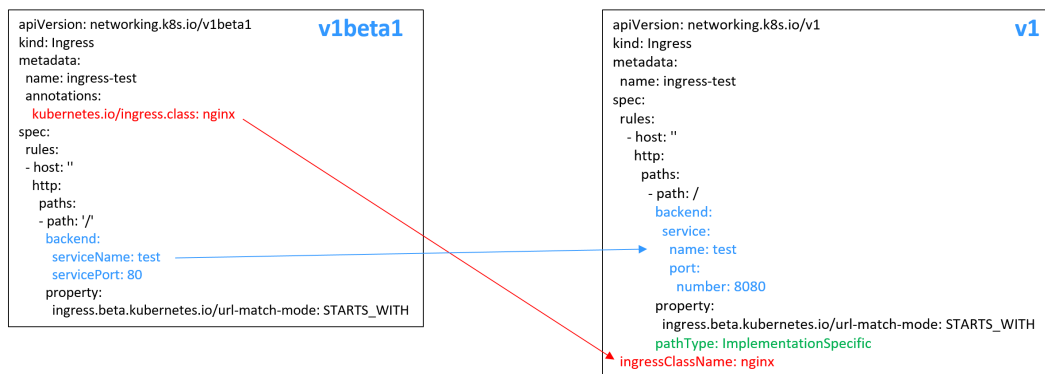 v1beta1
apiVersion: networking.k8s.io/v1beta1
kind: Ingress
metadata:
  name: ingress-test
  annotations:
    kubernetes.io/ingress.class: nginx
spec:
  rules:
  - host: ''
    http:
      paths:
      - path: '/'
        backend:
          serviceName: test
          servicePort: 80
        property:
          ingress.beta.kubernetes.io/url-match-mode: STARTS_WITH
v1
apiVersion: networking.k8s.io/v1
kind: Ingress
metadata:
  name: ingress-test
spec:
  rules:
    - host: ''
      http:
        paths:
          - path: /
            backend:
              service:
                name: test
                port:
                  number: 8080
            property:
              ingress.beta.kubernetes.io/url-match-mode: STARTS_WITH
            pathType: ImplementationSpecific
  ingressClassName: nginx